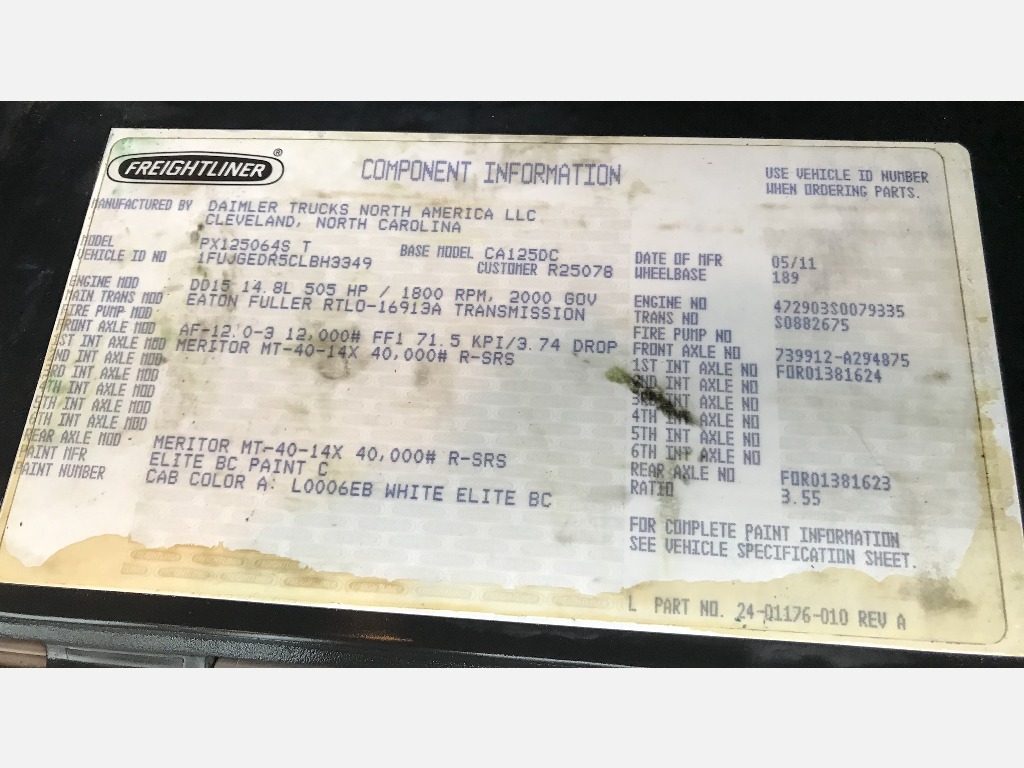 FREIGHTLINER ®
COMPONENT INFORMATION
USE VEHICLE ID NUMBER
WHEN ORDERING PARTS.
MANUFACTURED BY DAIMLER TRUCKS NORTH AMERICA LLC
CLEVELAND, NORTH CAROLINA
MODEL PX125064S T BASE MODEL CA125DC DATE OF MFR 05/11
VEHICLE ID NO 1FUJGEDR5CLBH3349 CUSTOMER R25078 WHEELBASE 189
ENGINE MOD DD15 14.8L 505 HP / 1800 RPM, 2000 GOV ENGINE NO 472903S0079335
MAIN TRANS MOD EATON FULLER RTLO-16913A TRANSMISSION TRANS NO S0882675
FIRE PUMP MOD FIRE PUMP NO
FRONT AXLE MOD AF-12.0-3 12,000# FF1 71.5 KPI/3.74 DROP FRONT AXLE NO 739912-A294875
1ST INT AXLE MOD MERITOR MT-40-14X 40,000# R-SRS 1ST INT AXLE NO FOR01381624
2ND INT AXLE MOD 2ND INT AXLE NO
3RD INT AXLE MOD 3RD INT AXLE NO
4TH INT AXLE MOD 4TH INT AXLE NO
5TH INT AXLE MOD 5TH INT AXLE NO
6TH INT AXLE MOD 6TH INT AXLE NO
REAR AXLE MOD MERITOR MT-40-14X 40,000# R-SRS REAR AXLE NO FOR01381623
PAINT MFR ELITE BC PAINT C RATIO 3.55
PAINT NUMBER CAB COLOR A: L0006EB WHITE ELITE BC
FOR COMPLETE PAINT INFORMATION
SEE VEHICLE SPECIFICATION SHEET.
L PART NO. 24-01176-010 REV A